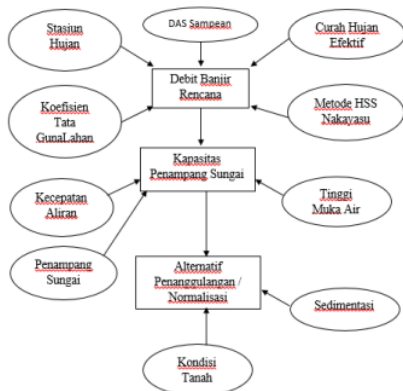 Stasiun
Hujan
DAS Sampean
Curah Hujan
Efektif
Debit Banjir
Rencana
Koefisien
Tata
GunaLahan
Metode HSS
Nakayasu
Kapasitas
Penampang Sungai
Kecepatan
Aliran
Tinggi
Muka Air
Penampang
Sungai
Alternatif
Penanggulangan /
Normalisasi
Sedimentasi
Kondisi
Tanah